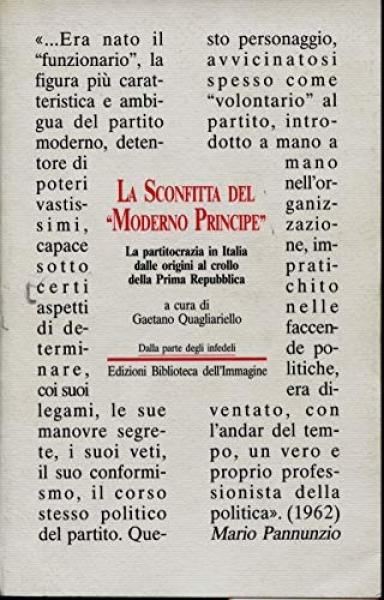 «...Era nato il
“funzionario”, la
figura più carat-
teristica e ambi-
gua del partito
moderno, deten-
tore di
poteri
vastis-
simi,
capace
sotto
certi
aspetti
di de-
termi-
nare,
coi suoi
legami, le sue
manovre segre-
te, i suoi veti,
il suo conformi-
smo, il corso
stesso politico
del partito. Que-
sto personaggio,
avvicinatosi
spesso come
“volontario” al
partito, intro-
dotto a mano a
mano
nell'or-
ganiz-
zazio-
ne, im-
prati-
chito
nelle
faccen-
de po-
litiche,
era di-
ventato, con
l'andar del tem-
po, un vero e
proprio profes-
sionista della
politica». (1962)
Mario Pannunzio
LA SCONFITTA DEL
“MODERNO PRINCIPE”
La partitocrazia in Italia
dalle origini al crollo
della Prima Repubblica
a cura di
Gaetano Quagliariello
Dalla parte degli infedeli
Edizioni Biblioteca dell'Immagine